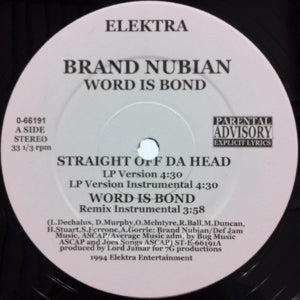 ELEKTRA
BRAND NUBIAN
WORD IS BOND
0-66191
A SIDE
STEREO
33 1/3 rpm
PARENTAL
ADVISORY
EXPLICIT LYRICS
STRAIGHT OFF DA HEAD
LP Version 4:30
LP Version Instrumental 4:30
WORD IS BOND
Remix Instrumental 3:58
(L.Dechalus, D.Murphy,O.McIntyre,R.Ball,M.Duncan,
H.Stuart,S.Ferrone,A.Gorrie: Brand Nubian/Def Jam
Music, ASCAP/Average Music adm. by Bug Music
ASCAP and Joes Songs ASCAP) ST-E-66191A
produced by Lord Jamar for 7G productions
1994 Elektra Entertainment